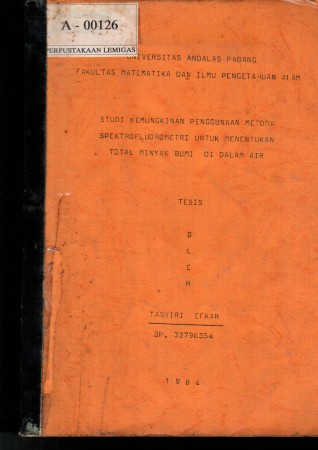 A - 00126
PERPUSTAKAAN LEMIGAS
UNIVERSITAS ANDALAS PADANG
FAKULTAS MATEMATIKA DAN ILMU PENGETAHUAN ALAM
STUDI KEMUNGKINAN PENGGUNAAN METODA
SPEKTROFLUOROMETRI UNTUK MENENTUKAN
TOTAL MINYAK BUMI DI DALAM AIR
TESIS
O
L
E
H
TASVIRI EFKAR
BP. 32796354
1984